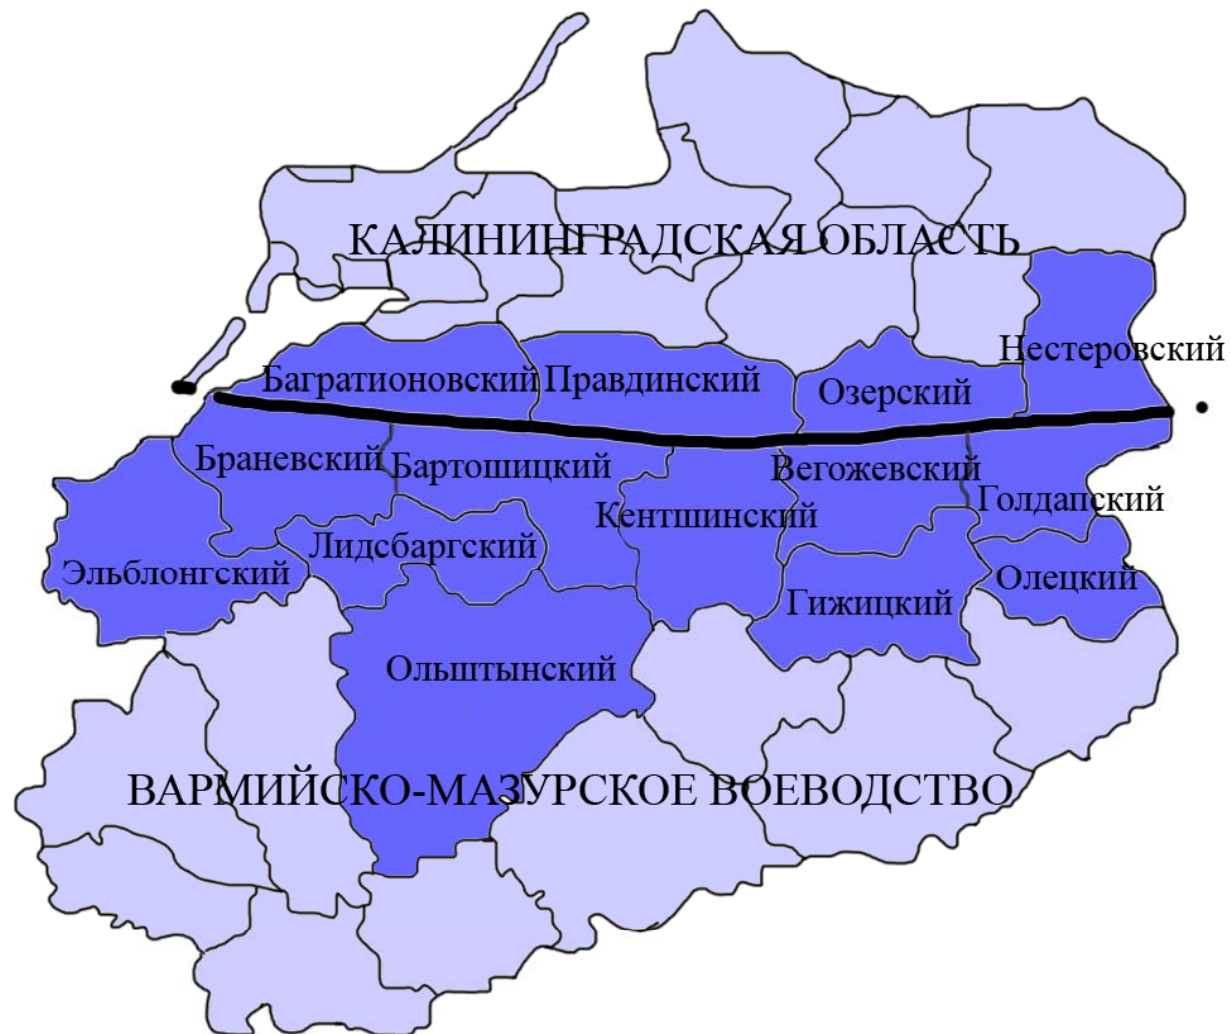 КАЛИНИНГРАДСКАЯ ОБЛАСТЬ
Нестеровский
Багратионовский
Правдинский
Озерский
Браневский
Бартошицкий
Вегожевский
Голдапский
Кентшинский
Лидсбаргский
Эльблонгский
Олецкий
Гижицкий
Ольштынский
ВАРМИЙСКО-МАЗУРСКОЕ ВОЕВОДСТВО